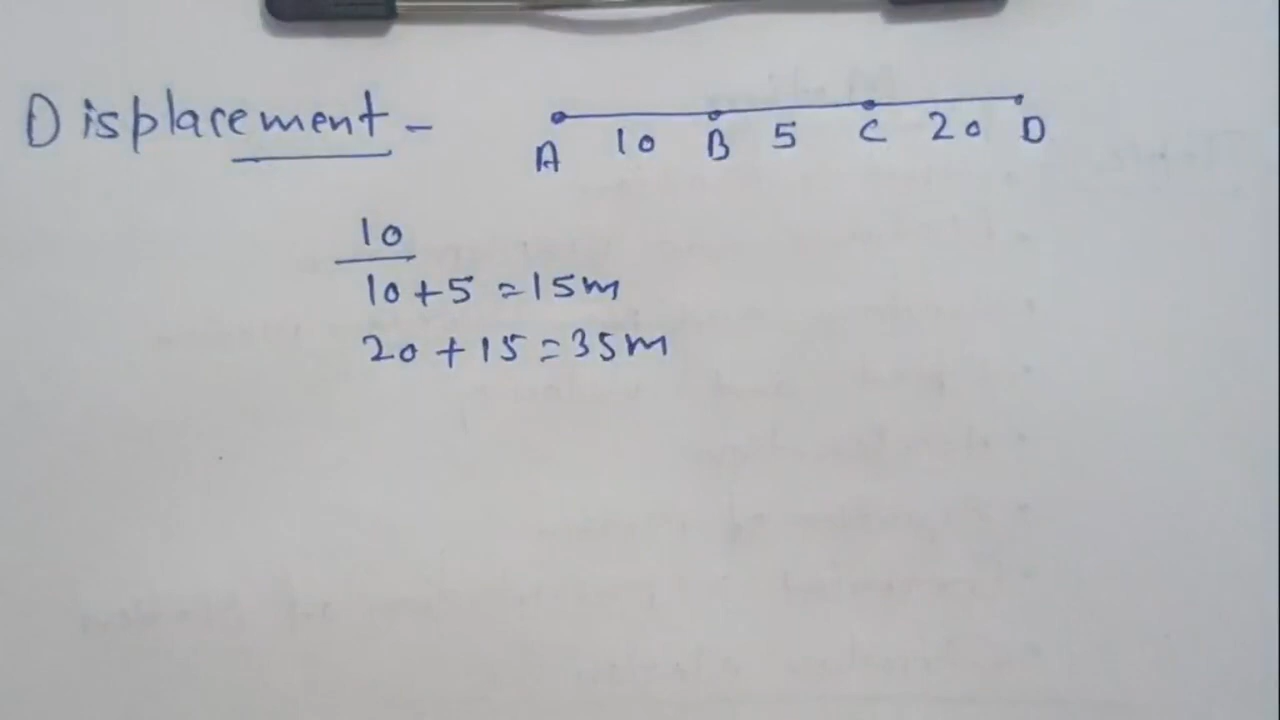 Displacement -
A 10 B 5 C 20 D
10
10+5 =15m
20 + 15 = 35m